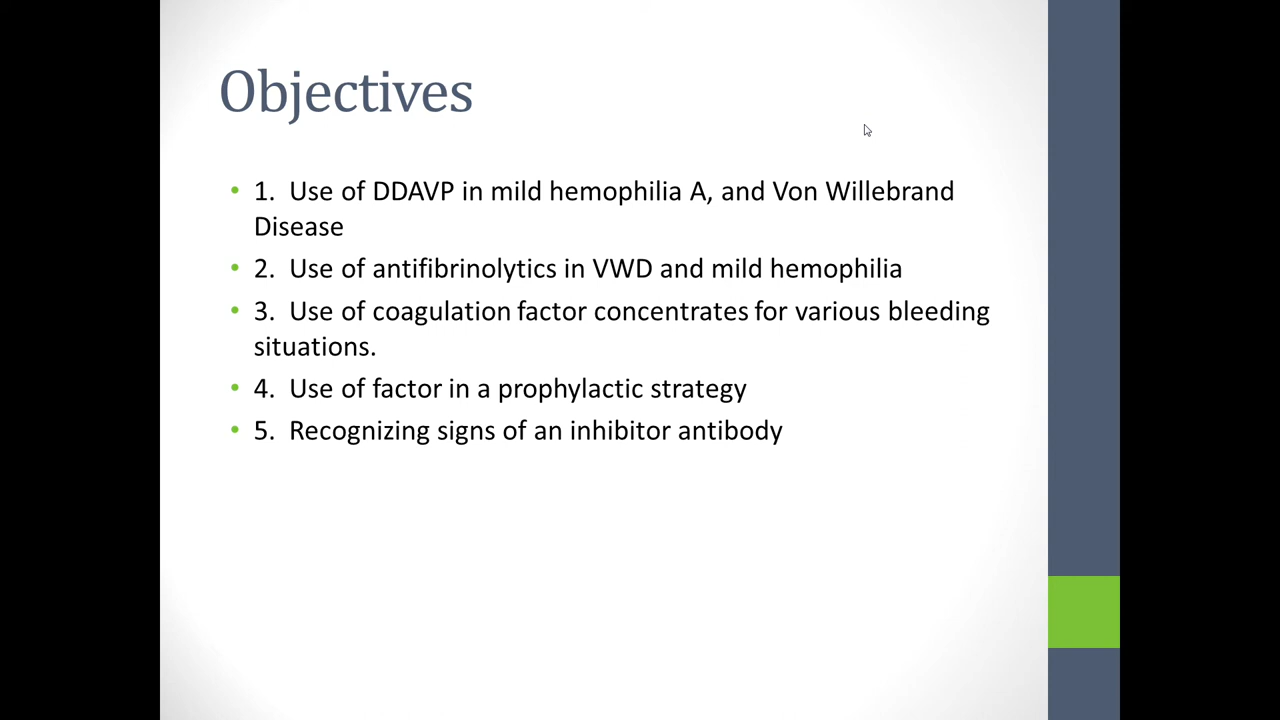 Objectives
• 1. Use of DDAVP in mild hemophilia A, and Von Willebrand
Disease
• 2. Use of antifibrinolytics in VWD and mild hemophilia
• 3. Use of coagulation factor concentrates for various bleeding
situations.
• 4. Use of factor in a prophylactic strategy
• 5. Recognizing signs of an inhibitor antibody